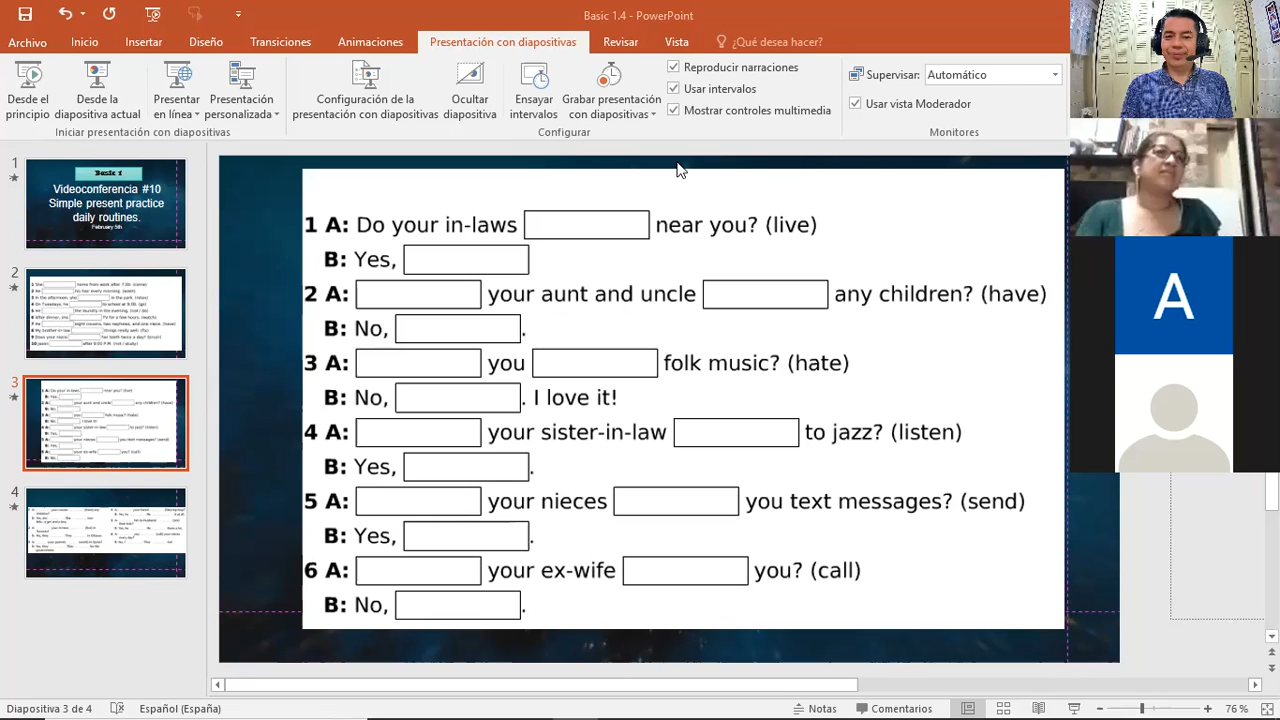 Basic 1.4 - PowerPoint
Archivo Inicio Insertar Diseño Transiciones Animaciones Presentación con diapositivas Revisar Vista ¿Qué desea hacer?
Desde el principio
Desde la diapositiva actual
Presentar en línea
Presentación personalizada
Iniciar presentación con diapositivas
Configuración de la presentación con diapositivas
Ocultar diapositiva
Ensayar intervalos
Grabar presentación con diapositivas
Reproducir narraciones
Usar intervalos
Mostrar controles multimedia
Configurar
Supervisar: Automático
Usar vista Moderador
Monitores
1
Basic 1
Videoconferencia #10
Simple present practice
daily routines.
February 5th
2
3
4
1 A: Do your in-laws near you? (live)
B: Yes,
2 A: your aunt and uncle any children? (have)
B: No, .
3 A: you folk music? (hate)
B: No, . I love it!
4 A: your sister-in-law to jazz? (listen)
B: Yes, .
5 A: your nieces you text messages? (send)
B: Yes, .
6 A: your ex-wife you? (call)
B: No, .
A
Diapositiva 3 de 4 Español (España) Notas Comentarios 76 %